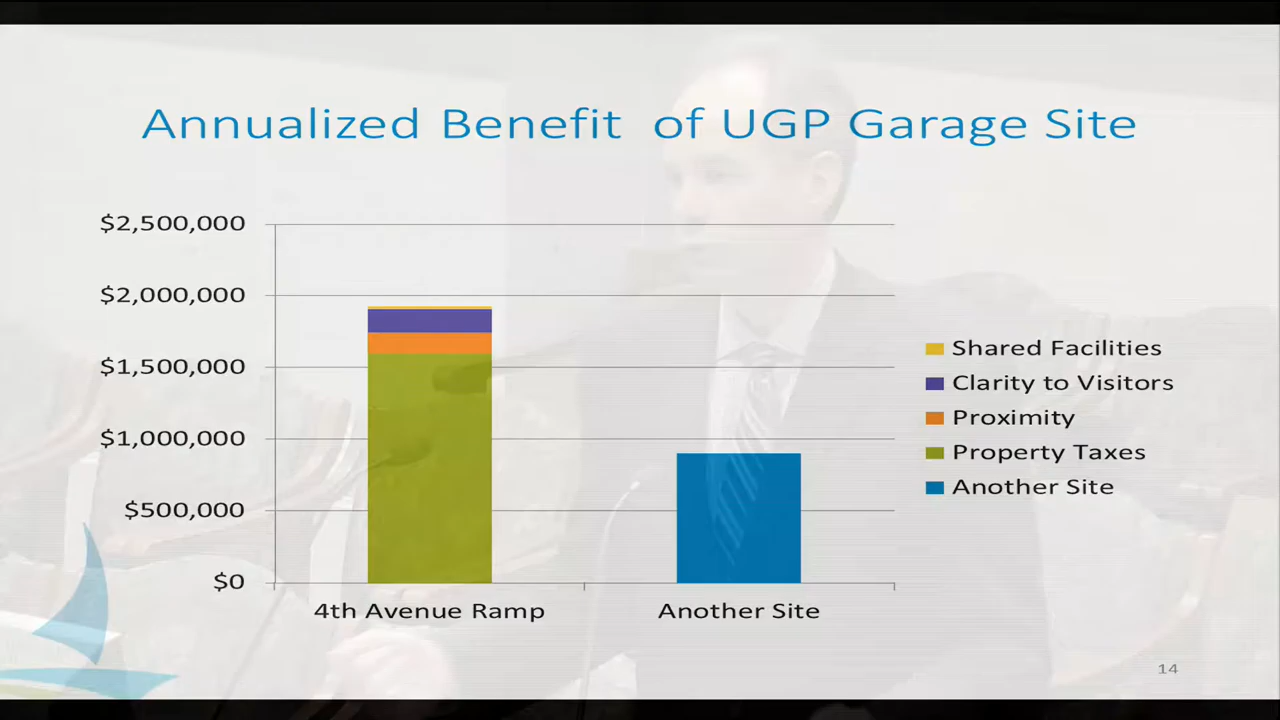 Annualized Benefit of UGP Garage Site
$2,500,000
$2,000,000
$1,500,000
$1,000,000
$500,000
$0
4th Avenue Ramp
Another Site
Shared Facilities
Clarity to Visitors
Proximity
Property Taxes
Another Site
14